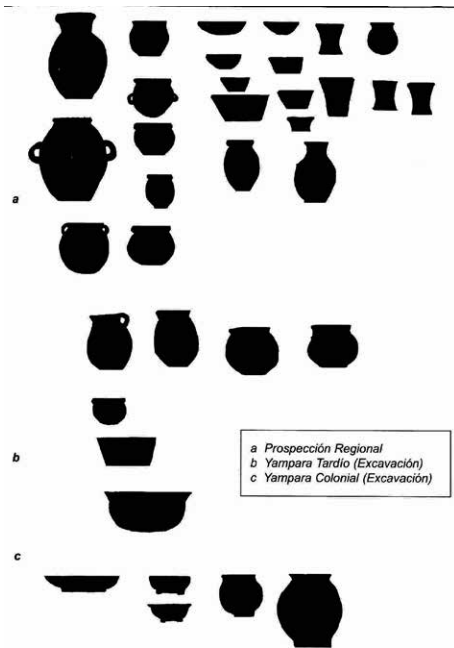 a
b
a Prospección Regional
b Yampara Tardío (Excavación)
c Yampara Colonial (Excavación)
c